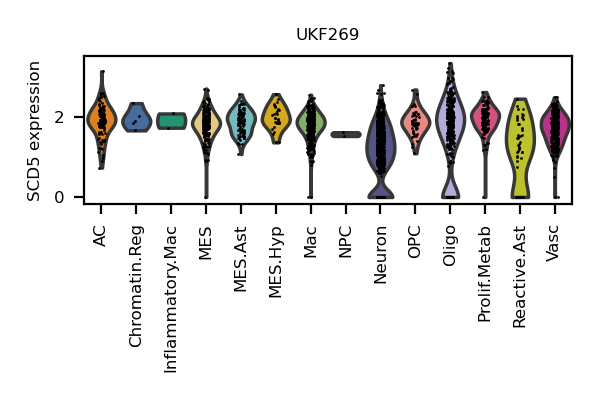 UKF269
SCD5 expression
2
0
AC
Chromatin.Reg
Inflammatory.Mac
MES
MES.Ast
MES.Hyp
Mac
NPC
Neuron
OPC
Oligo
Prolif.Metab
Reactive.Ast
Vasc